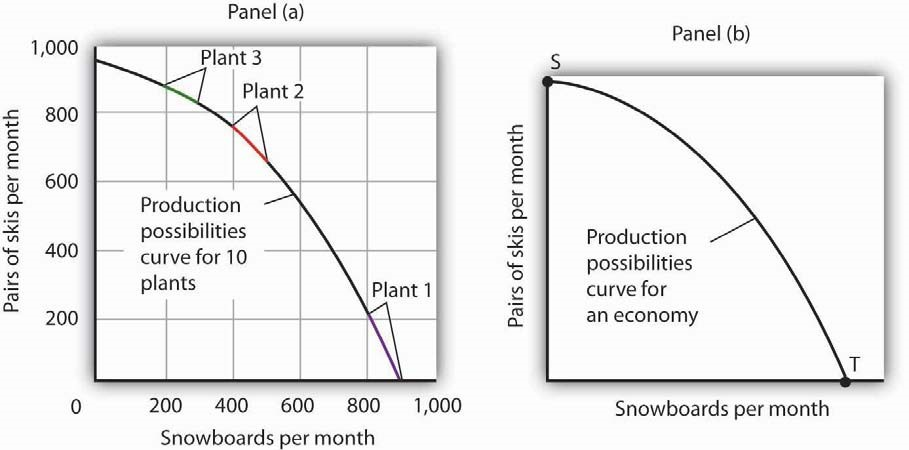 Panel (a)
1,000
800
600
400
200
0
200
400
600
800
1,000
Pairs of skis per month
Snowboards per month
Plant 3
Plant 2
Production
possibilities
curve for 10
plants
Plant 1
Panel (b)
S
Pairs of skis per month
Production
possibilities
curve for
an economy
T
Snowboards per month